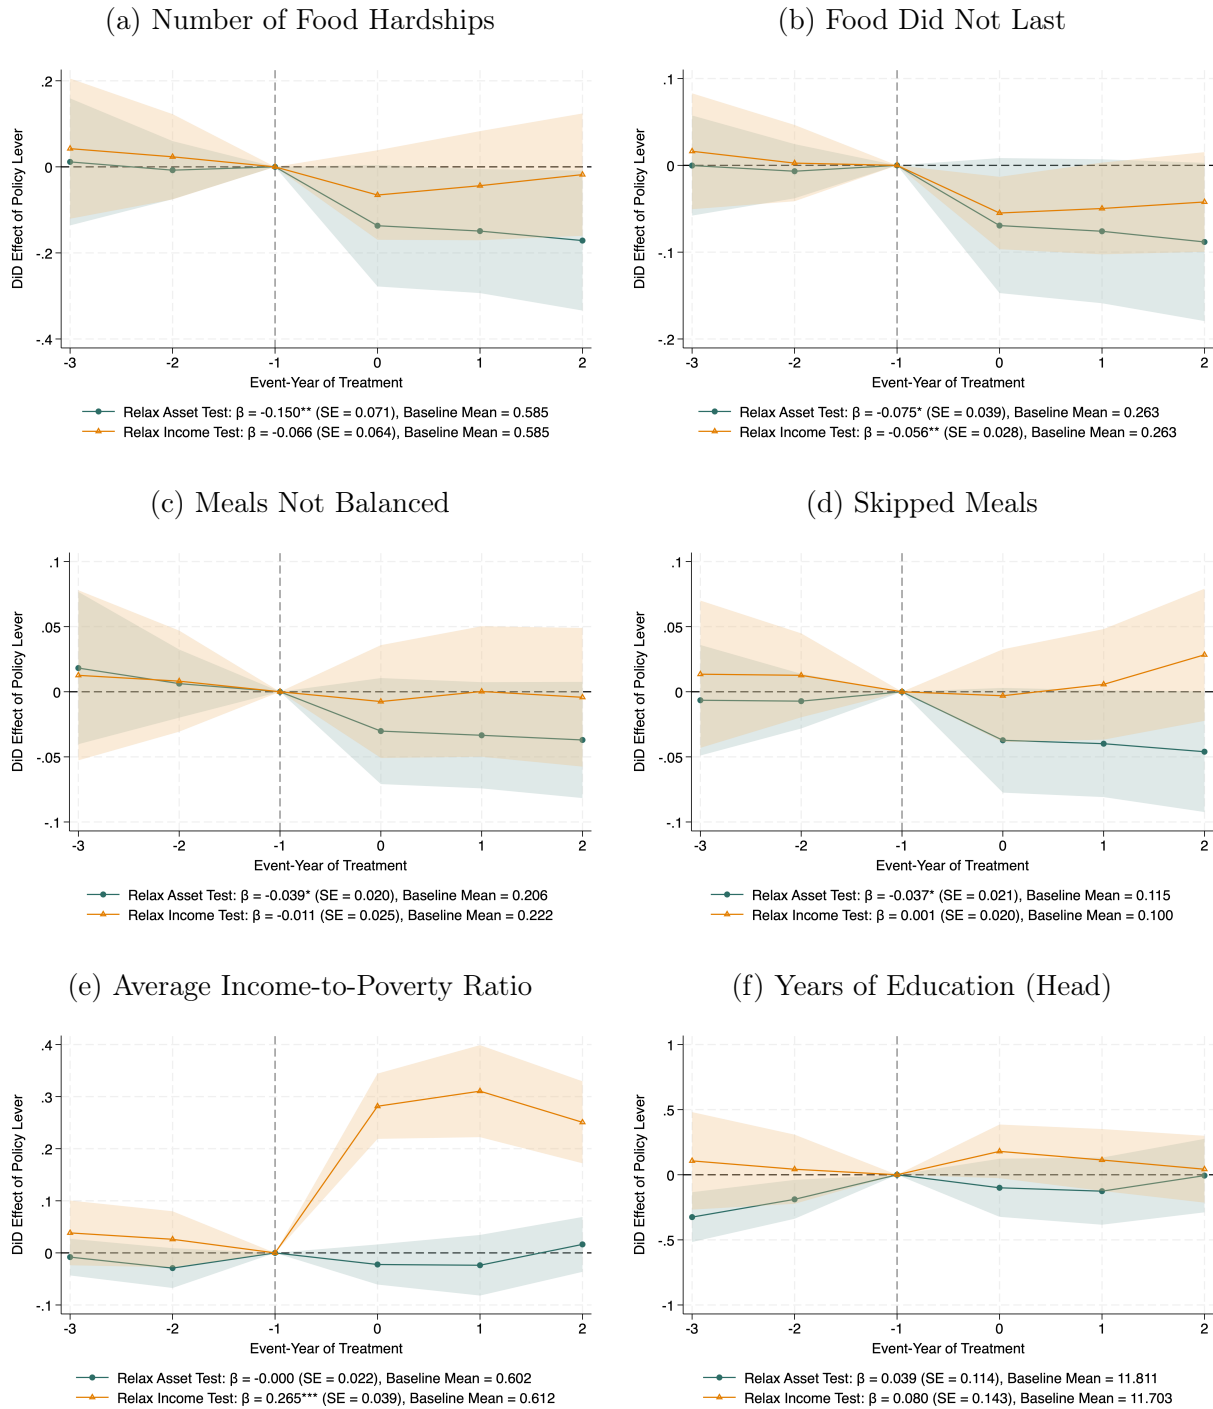 (a) Number of Food Hardships
.2
0
-.2
-.4
DiD Effect of Policy Lever
-3 -2 -1 0 1 2
Event-Year of Treatment
Relax Asset Test: β = -0.150** (SE = 0.071), Baseline Mean = 0.585
Relax Income Test: β = -0.066 (SE = 0.064), Baseline Mean = 0.585
(b) Food Did Not Last
.1
0
-.1
-.2
DiD Effect of Policy Lever
-3 -2 -1 0 1 2
Event-Year of Treatment
Relax Asset Test: β = -0.075* (SE = 0.039), Baseline Mean = 0.263
Relax Income Test: β = -0.056** (SE = 0.028), Baseline Mean = 0.263
(c) Meals Not Balanced
.1
.05
0
-.05
-.1
DiD Effect of Policy Lever
-3 -2 -1 0 1 2
Event-Year of Treatment
Relax Asset Test: β = -0.039* (SE = 0.020), Baseline Mean = 0.206
Relax Income Test: β = -0.011 (SE = 0.025), Baseline Mean = 0.222
(d) Skipped Meals
.1
.05
0
-.05
-.1
DiD Effect of Policy Lever
-3 -2 -1 0 1 2
Event-Year of Treatment
Relax Asset Test: β = -0.037* (SE = 0.021), Baseline Mean = 0.115
Relax Income Test: β = 0.001 (SE = 0.020), Baseline Mean = 0.100
(e) Average Income-to-Poverty Ratio
.4
.3
.2
.1
0
-.1
DiD Effect of Policy Lever
-3 -2 -1 0 1 2
Event-Year of Treatment
Relax Asset Test: β = -0.000 (SE = 0.022), Baseline Mean = 0.602
Relax Income Test: β = 0.265*** (SE = 0.039), Baseline Mean = 0.612
(f) Years of Education (Head)
1
.5
0
-.5
-1
DiD Effect of Policy Lever
-3 -2 -1 0 1 2
Event-Year of Treatment
Relax Asset Test: β = 0.039 (SE = 0.114), Baseline Mean = 11.811
Relax Income Test: β = 0.080 (SE = 0.143), Baseline Mean = 11.703